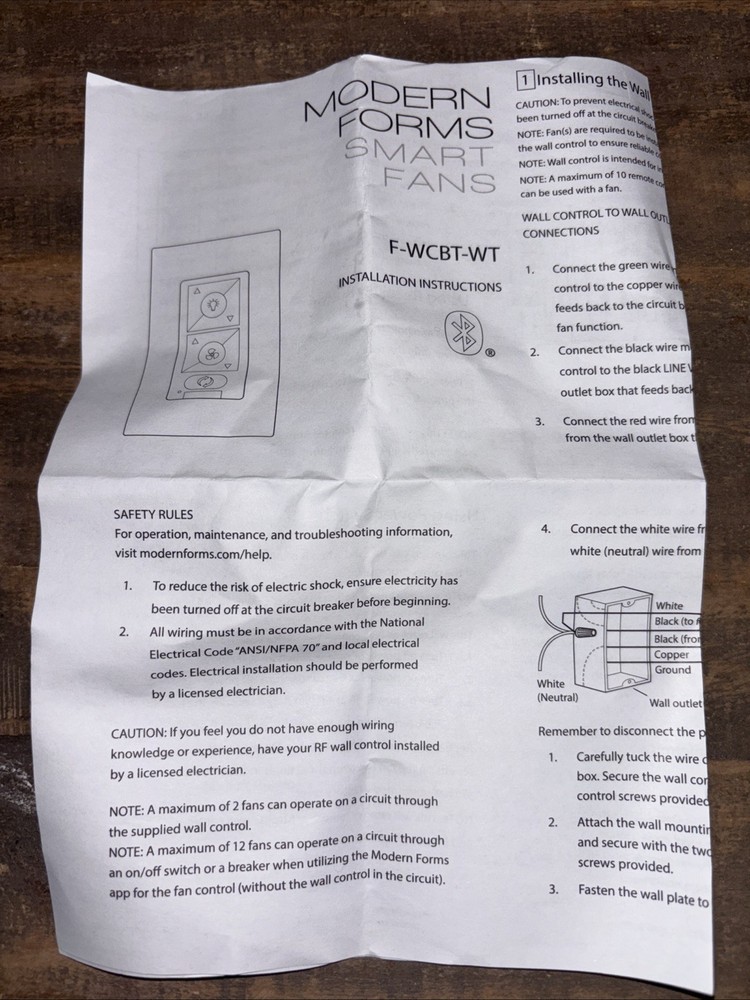 MODERN
FORMS
SMART
FANS
F-WCBT-WT
INSTALLATION INSTRUCTIONS
®
SAFETY RULES
For operation, maintenance, and troubleshooting information,
visit modernforms.com/help.
1. To reduce the risk of electric shock, ensure electricity has
been turned off at the circuit breaker before beginning.
2. All wiring must be in accordance with the National
Electrical Code "ANSI/NFPA 70" and local electrical
codes. Electrical installation should be performed
by a licensed electrician.
CAUTION: If you feel you do not have enough wiring
knowledge or experience, have your RF wall control installed
by a licensed electrician.
NOTE: A maximum of 2 fans can operate on a circuit through
the supplied wall control.
NOTE: A maximum of 12 fans can operate on a circuit through
an on/off switch or a breaker when utilizing the Modern Forms
app for the fan control (without the wall control in the circuit).
1 Installing the Wall
CAUTION: To prevent electrical
been turned off at the circuit
NOTE: Fan(s) are required to be
the wall control to ensure reliable
NOTE: Wall control is intended for
NOTE: A maximum of 10 remote
can be used with a fan.
WALL CONTROL TO WALL
CONNECTIONS
1. Connect the green wire
control to the copper
feeds back to the circuit
fan function.
2. Connect the black wire
control to the black LINE
outlet box that feeds back
3. Connect the red wire from
from the wall outlet box
4. Connect the white wire
white (neutral) wire from
White
Black (to
Black (from
Copper
Ground
White
(Neutral)
Wall outlet
Remember to disconnect the
1. Carefully tuck the wire
box. Secure the wall
control screws provided
2. Attach the wall
and secure with the two
screws provided.
3. Fasten the wall plate to